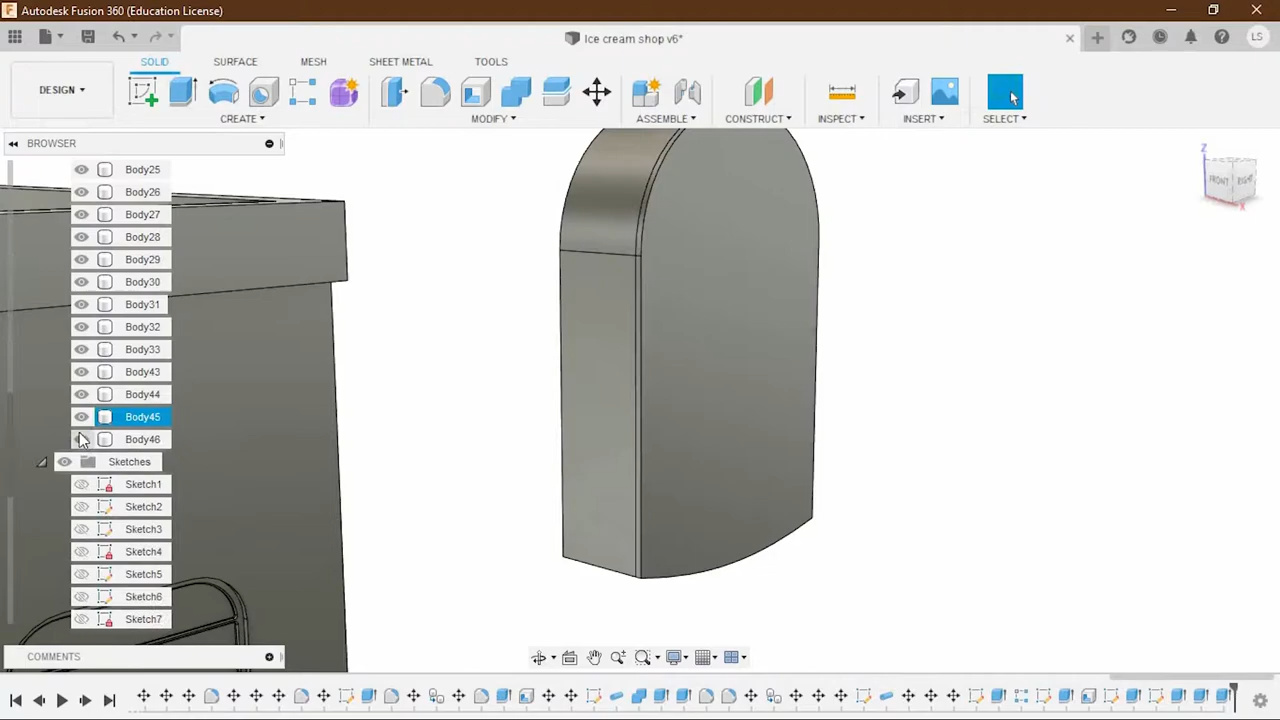 Autodesk Fusion 360 (Education License)
Ice cream shop v6*
LS
SOLID SURFACE MESH SHEET METAL TOOLS
DESIGN
CREATE MODIFY ASSEMBLE CONSTRUCT INSPECT INSERT SELECT
BROWSER
Body25
Body26
Body27
Body28
Body29
Body30
Body31
Body32
Body33
Body43
Body44
Body45
Body46
Sketches
Sketch1
Sketch2
Sketch3
Sketch4
Sketch5
Sketch6
Sketch7
Z
FRONT RIGHT
X
COMMENTS